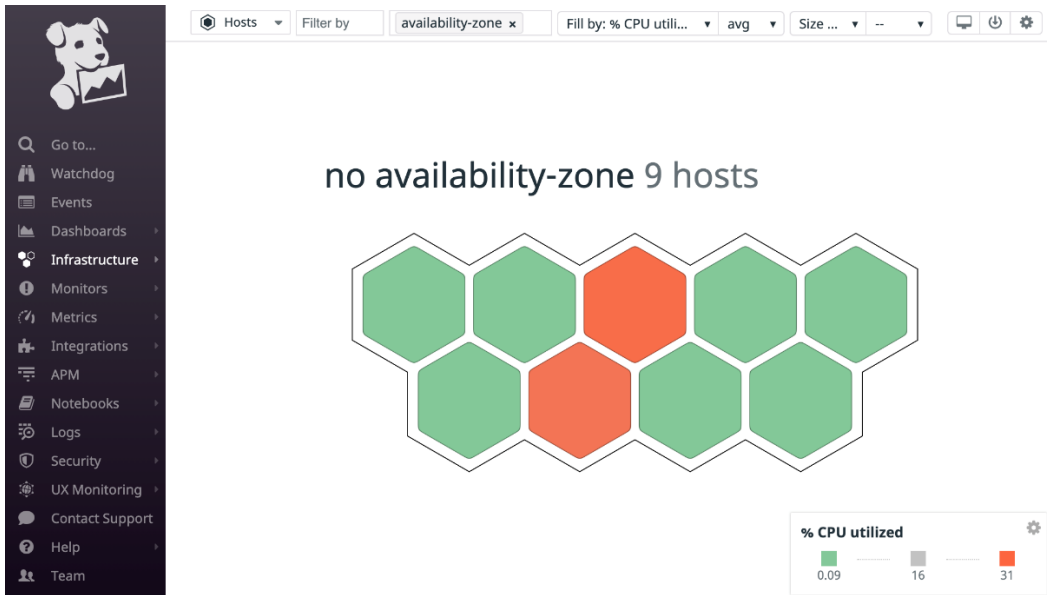 Hosts Filter by availability-zone × Fill by: % CPU utili... avg Size ... --
Go to...
Watchdog
Events
Dashboards
Infrastructure
Monitors
Metrics
Integrations
APM
Notebooks
Logs
Security
UX Monitoring
Contact Support
Help
Team
no availability-zone 9 hosts
% CPU utilized
0.09 16 31